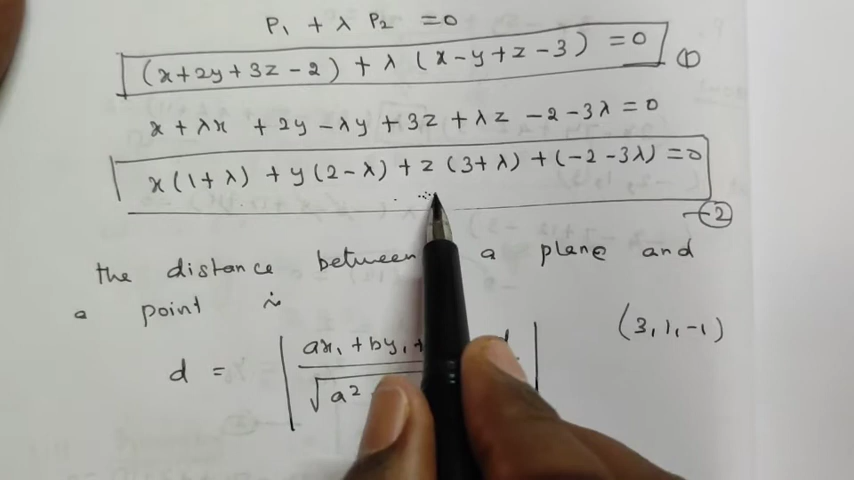 P₁ + λ P₂ = 0
(x+2y+3z-2) + λ (x-y+z-3) = 0 ①
x + λx + 2y - λy + 3z + λz - 2 - 3λ = 0
x(1+λ) + y(2-λ) + z(3+λ) + (-2-3λ) = 0
-②
the distance between a plane and
a point is (3,1,-1)
d = | ax₁ + by₁ +
√a²